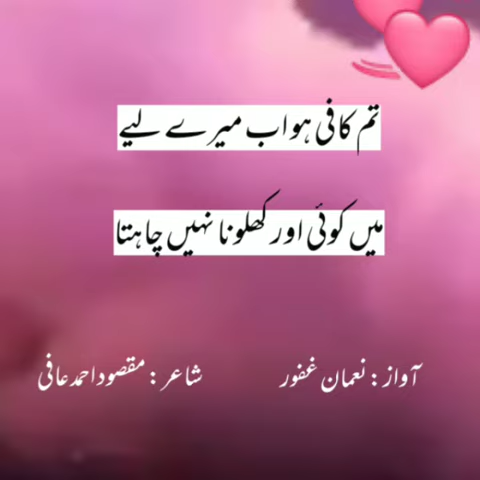 تم کافی ہو اب میرے لیے
میں کوئی اور کھلونا نہیں چاہتا
آواز : نعمان غفور شاعر : مقصود احمد عافی